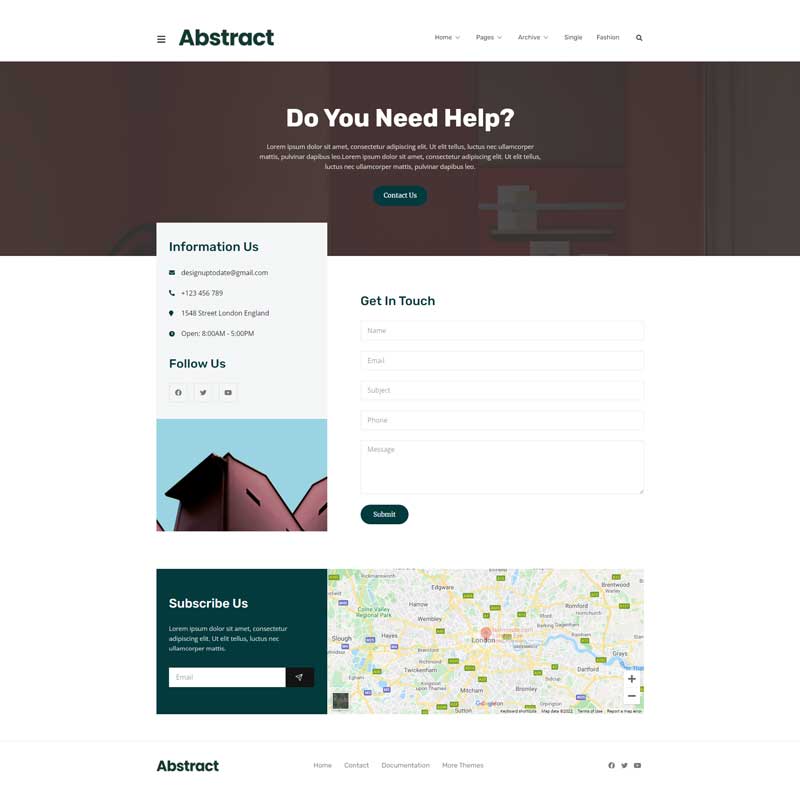 Abstract
Home
Pages
Archive
Single
Fashion
Do You Need Help?
Lorem ipsum dolor sit amet, consectetur adipiscing elit. Ut elit tellus, luctus nec ullamcorper
mattis, pulvinar dapibus leo.Lorem ipsum dolor sit amet, consectetur adipiscing elit. Ut elit tellus,
luctus nec ullamcorper mattis, pulvinar dapibus leo.
Contact Us
Information Us
designuptodate@gmail.com
+123 456 789
1548 Street London England
Open: 8:00AM - 5:00PM
Follow Us
Get In Touch
Name
Email
Subject
Phone
Message
Submit
Subscribe Us
Lorem ipsum dolor sit amet, consectetur
adipiscing elit. Ut elit tellus, luctus nec
ullamcorper mattis.
Email
Rickmansworth
Edgware
Brentwood
Colne Valley
Regional Park
Harrow
Romford
Hornchurch
Wembley
Barking
Dagenham
Slough
Hayes
London
Grays
Richmond
Dartford
Twickenham
Egham
Kingston
upon Thames
Mitcham
Bromley
Sutton
Google
Keyboard shortcuts
Map data ©2022
Terms of Use
Report a map error
Abstract
Home
Contact
Documentation
More Themes